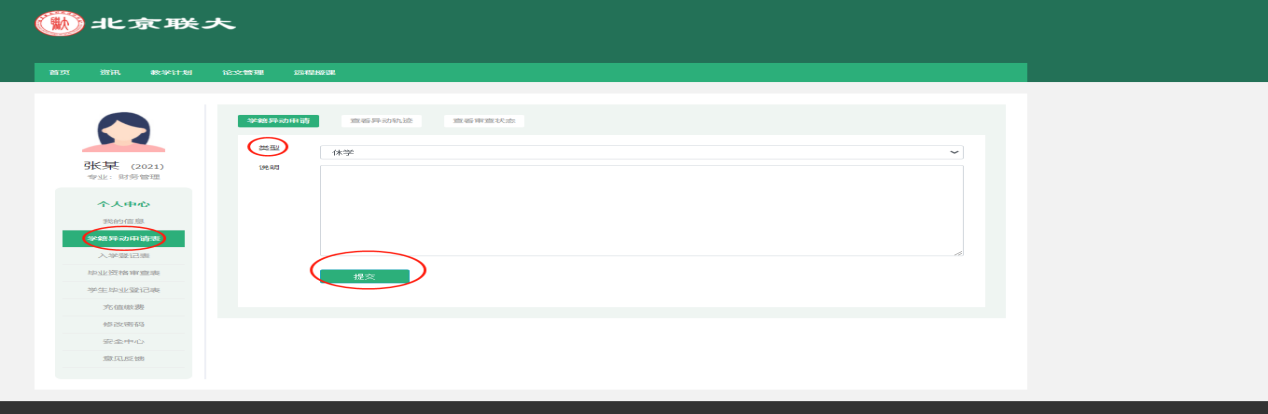 北京联大
首页 资讯 教学计划 论文管理 远程授课
学籍异动申请 查看异动轨迹 查看审查状态
类型 休学
说明
提交
张某 (2021)
专业：财务管理
个人中心
我的信息
学籍异动申请表
入学登记表
毕业资格审查表
学生毕业登记表
充值缴费
修改密码
安全中心
意见反馈